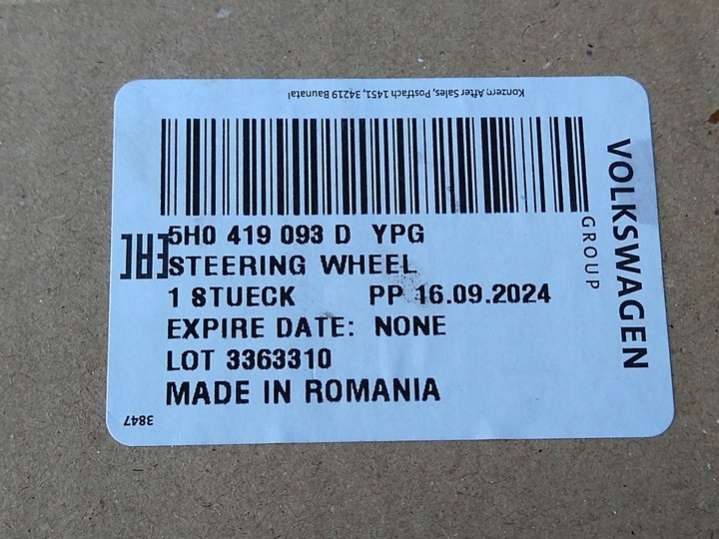 Konzern After Sales, Postfach 1451, 34219 Baunatal
VOLKSWAGEN
GROUP
5H0 419 093 D YPG
EAC
STEERING WHEEL
1 STUECK PP 16.09.2024
EXPIRE DATE: NONE
LOT 3363310
MADE IN ROMANIA
3847